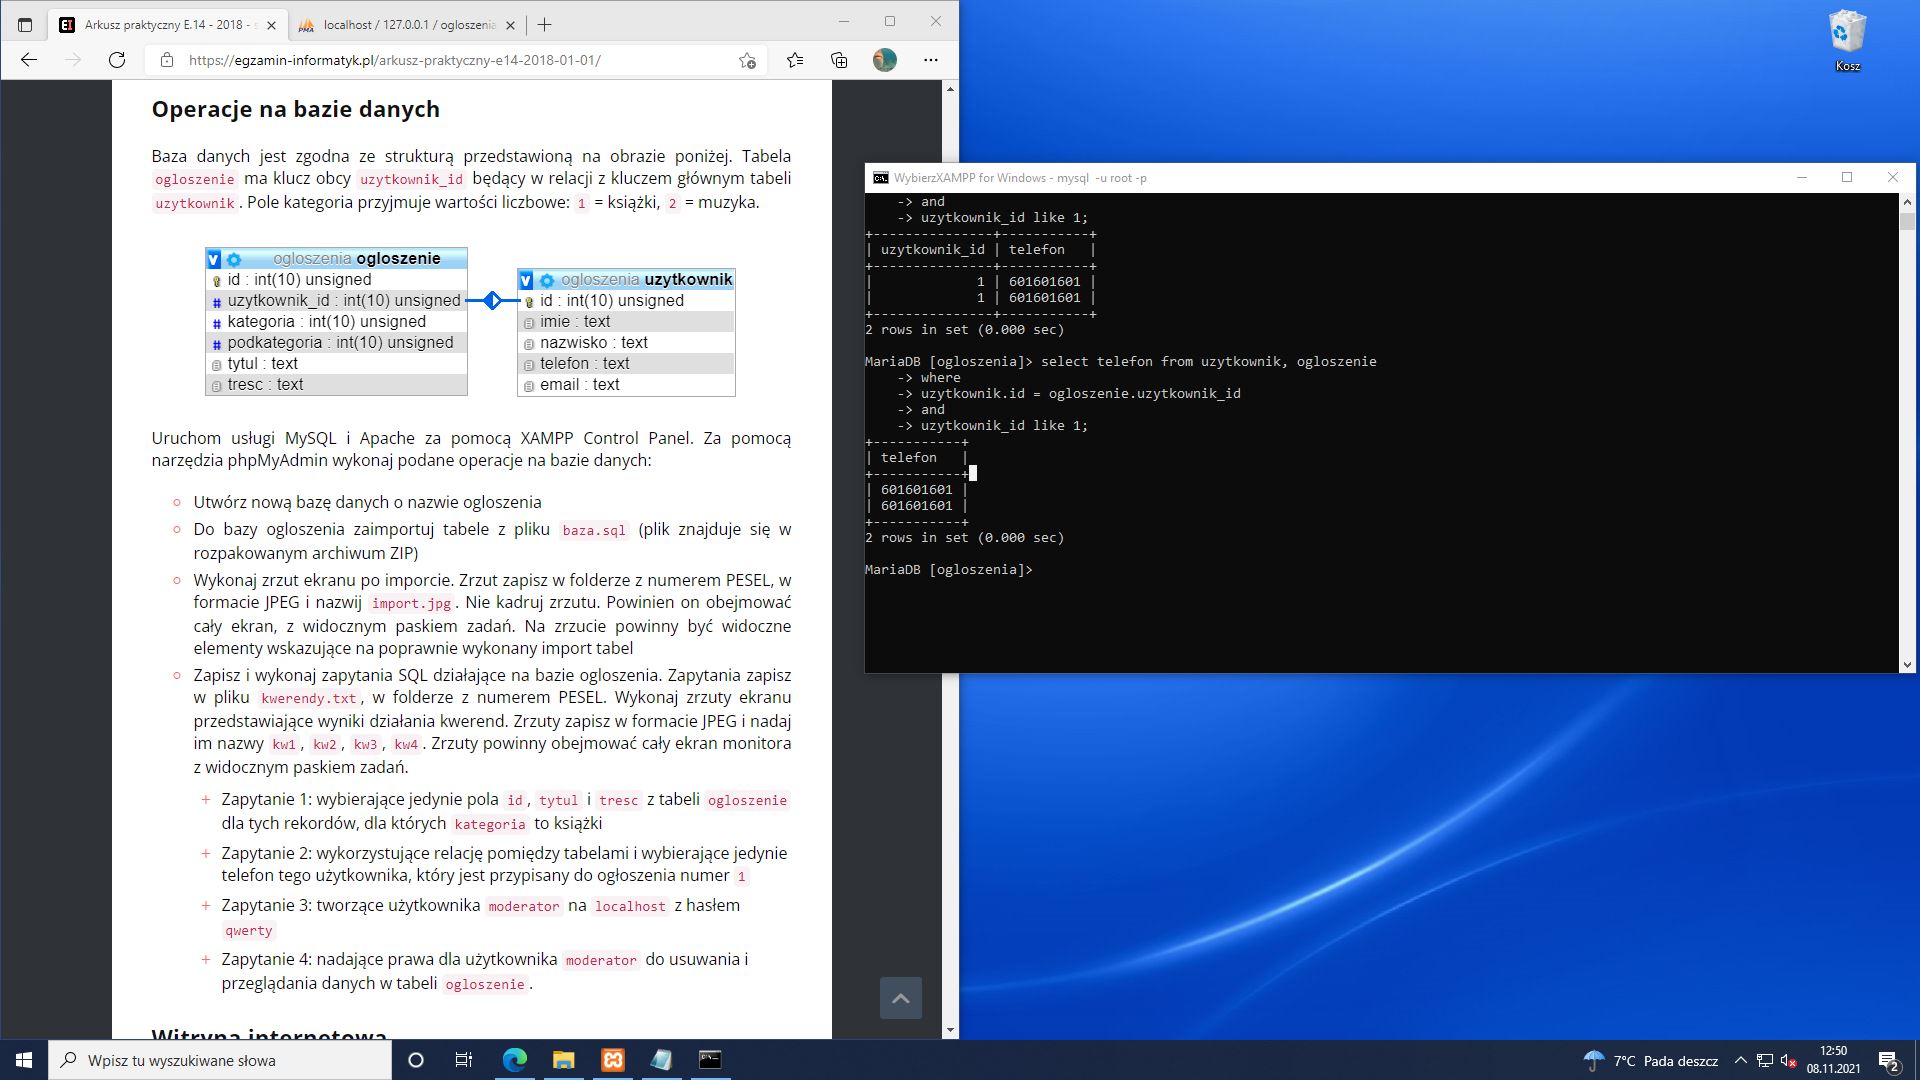 Arkusz praktyczny E.14 - 2018 - s
localhost / 127.0.0.1 / ogloszenia
https://egzamin-informatyk.pl/arkusz-praktyczny-e14-2018-01-01/
Kosz
Operacje na bazie danych
Baza danych jest zgodna ze strukturą przedstawioną na obrazie poniżej. Tabela
ogloszenie ma klucz obcy uzytkownik_id będący w relacji z kluczem głównym tabeli
uzytkownik . Pole kategoria przyjmuje wartości liczbowe: 1 = książki, 2 = muzyka.
ogloszenia ogloszenie
id : int(10) unsigned
# uzytkownik_id : int(10) unsigned
# kategoria : int(10) unsigned
# podkategoria : int(10) unsigned
tytul : text
tresc : text
ogloszenia uzytkownik
id : int(10) unsigned
imie : text
nazwisko : text
telefon : text
email : text
Uruchom usługi MySQL i Apache za pomocą XAMPP Control Panel. Za pomocą
narzędzia phpMyAdmin wykonaj podane operacje na bazie danych:
Utwórz nową bazę danych o nazwie ogloszenia
Do bazy ogloszenia zaimportuj tabele z pliku baza.sql (plik znajduje się w
rozpakowanym archiwum ZIP)
Wykonaj zrzut ekranu po imporcie. Zrzut zapisz w folderze z numerem PESEL, w
formacie JPEG i nazwij import.jpg . Nie kadruj zrzutu. Powinien on obejmować
cały ekran, z widocznym paskiem zadań. Na zrzucie powinny być widoczne
elementy wskazujące na poprawnie wykonany import tabel
Zapisz i wykonaj zapytania SQL działające na bazie ogloszenia. Zapytania zapisz
w pliku kwerendy.txt , w folderze z numerem PESEL. Wykonaj zrzuty ekranu
przedstawiające wyniki działania kwerend. Zrzuty zapisz w formacie JPEG i nadaj
im nazwy kw1 , kw2 , kw3 , kw4 . Zrzuty powinny obejmować cały ekran monitora
z widocznym paskiem zadań.
+ Zapytanie 1: wybierające jedynie pola id , tytul i tresc z tabeli ogloszenie
dla tych rekordów, dla których kategoria to książki
+ Zapytanie 2: wykorzystujące relację pomiędzy tabelami i wybierające jedynie
telefon tego użytkownika, który jest przypisany do ogłoszenia numer 1
+ Zapytanie 3: tworzące użytkownika moderator na localhost z hasłem
qwerty
+ Zapytanie 4: nadające prawa dla użytkownika moderator do usuwania i
przeglądania danych w tabeli ogloszenie .
Witryna internetowa
WybierzXAMPP for Windows - mysql -u root -p
-> and
-> uzytkownik_id like 1;
+---------------+-----------+
| uzytkownik_id | telefon   |
+---------------+-----------+
|             1 | 601601601 |
|             1 | 601601601 |
+---------------+-----------+
2 rows in set (0.000 sec)
MariaDB [ogloszenia]> select telefon from uzytkownik, ogloszenie
-> where
-> uzytkownik.id = ogloszenie.uzytkownik_id
-> and
-> uzytkownik_id like 1;
+-----------+
| telefon   |
+-----------+
| 601601601 |
| 601601601 |
+-----------+
2 rows in set (0.000 sec)
MariaDB [ogloszenia]>
Wpisz tu wyszukiwane słowa
7°C Pada deszcz
12:50
08.11.2021
2